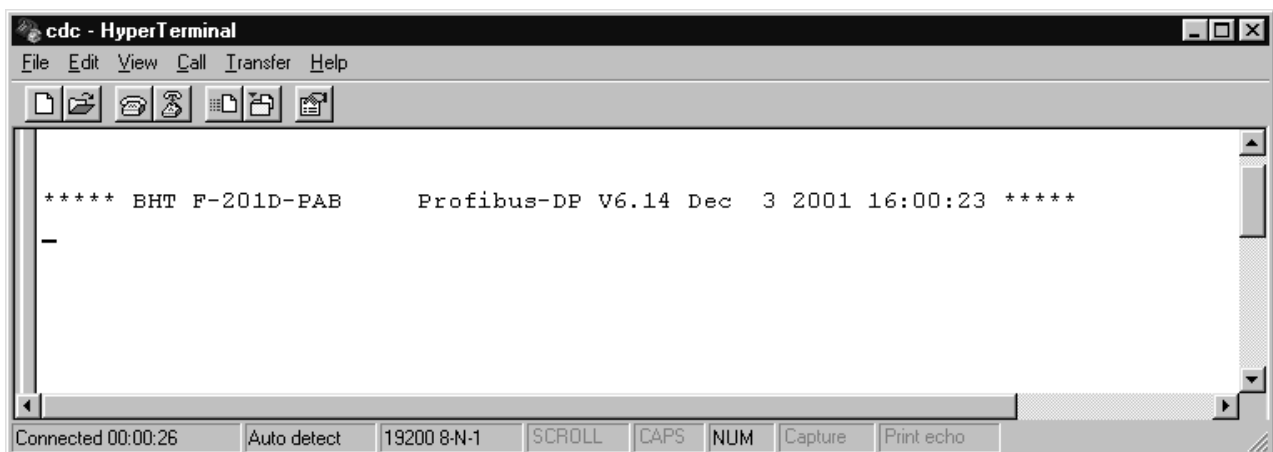 cdc - HyperTerminal
File Edit View Call Transfer Help
***** BHT F-201D-PAB     Profibus-DP V6.14 Dec  3 2001 16:00:23 *****
Connected 00:00:26 Auto detect 19200 8-N-1 SCROLL CAPS NUM Capture Print echo